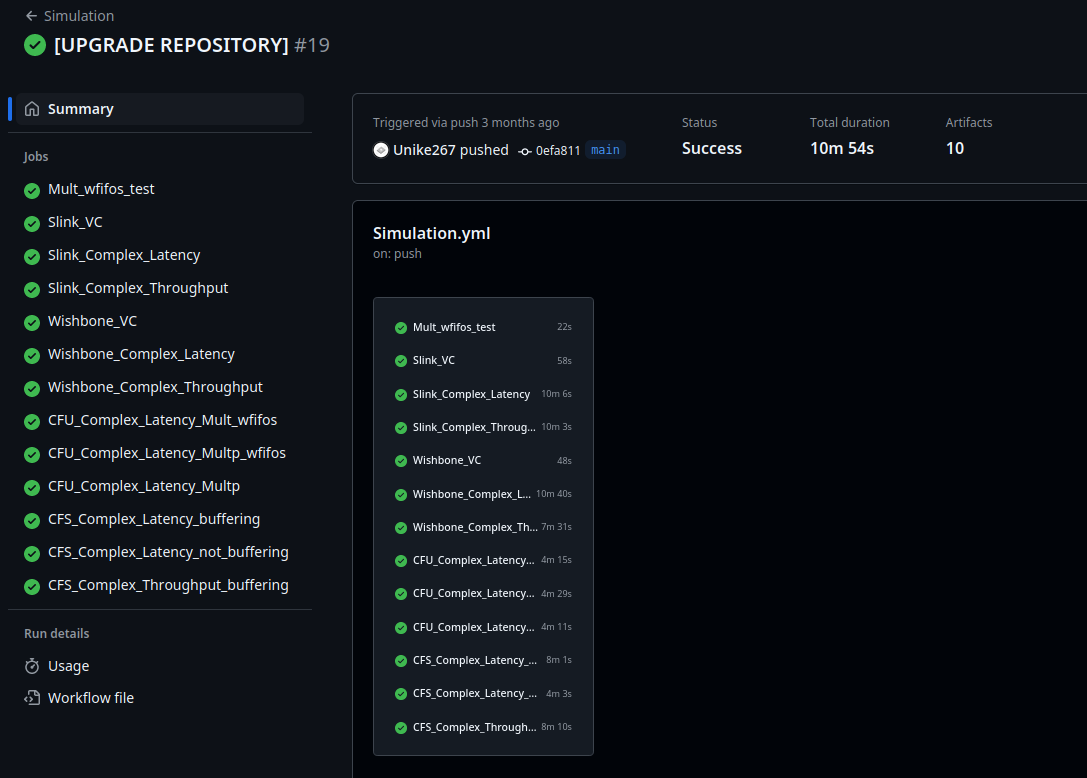 Simulation
[UPGRADE REPOSITORY] #19
Summary
Jobs
Mult_wfifos_test
Slink_VC
Slink_Complex_Latency
Slink_Complex_Throughput
Wishbone_VC
Wishbone_Complex_Latency
Wishbone_Complex_Throughput
CFU_Complex_Latency_Mult_wfifos
CFU_Complex_Latency_Multp_wfifos
CFU_Complex_Latency_Multp
CFS_Complex_Latency_buffering
CFS_Complex_Latency_not_buffering
CFS_Complex_Throughput_buffering
Run details
Usage
Workflow file
Triggered via push 3 months ago
Unike267 pushed 0efa811 main
Status
Success
Total duration
10m 54s
Artifacts
10
Simulation.yml
on: push
Mult_wfifos_test 22s
Slink_VC 58s
Slink_Complex_Latency 10m 6s
Slink_Complex_Throug... 10m 3s
Wishbone_VC 48s
Wishbone_Complex_L... 10m 40s
Wishbone_Complex_Th... 7m 31s
CFU_Complex_Latency... 4m 15s
CFU_Complex_Latency... 4m 29s
CFU_Complex_Latency... 4m 11s
CFS_Complex_Latency_... 8m 1s
CFS_Complex_Latency_... 4m 3s
CFS_Complex_Through... 8m 10s